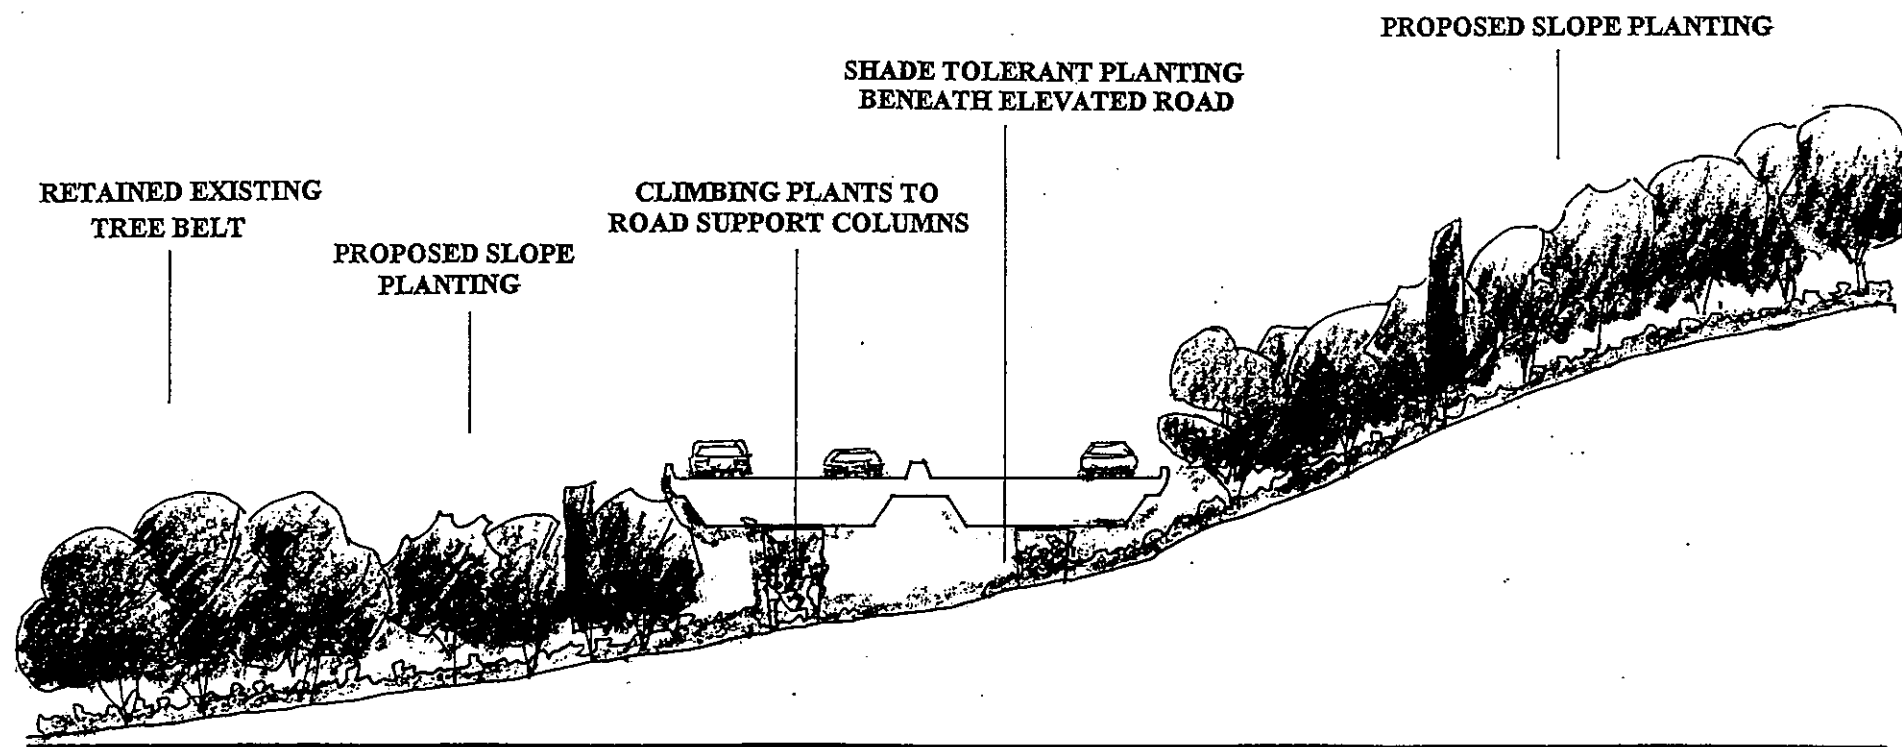 PROPOSED SLOPE PLANTING
SHADE TOLERANT PLANTING
BENEATH ELEVATED ROAD
RETAINED EXISTING
TREE BELT
CLIMBING PLANTS TO
ROAD SUPPORT COLUMNS
PROPOSED SLOPE
PLANTING